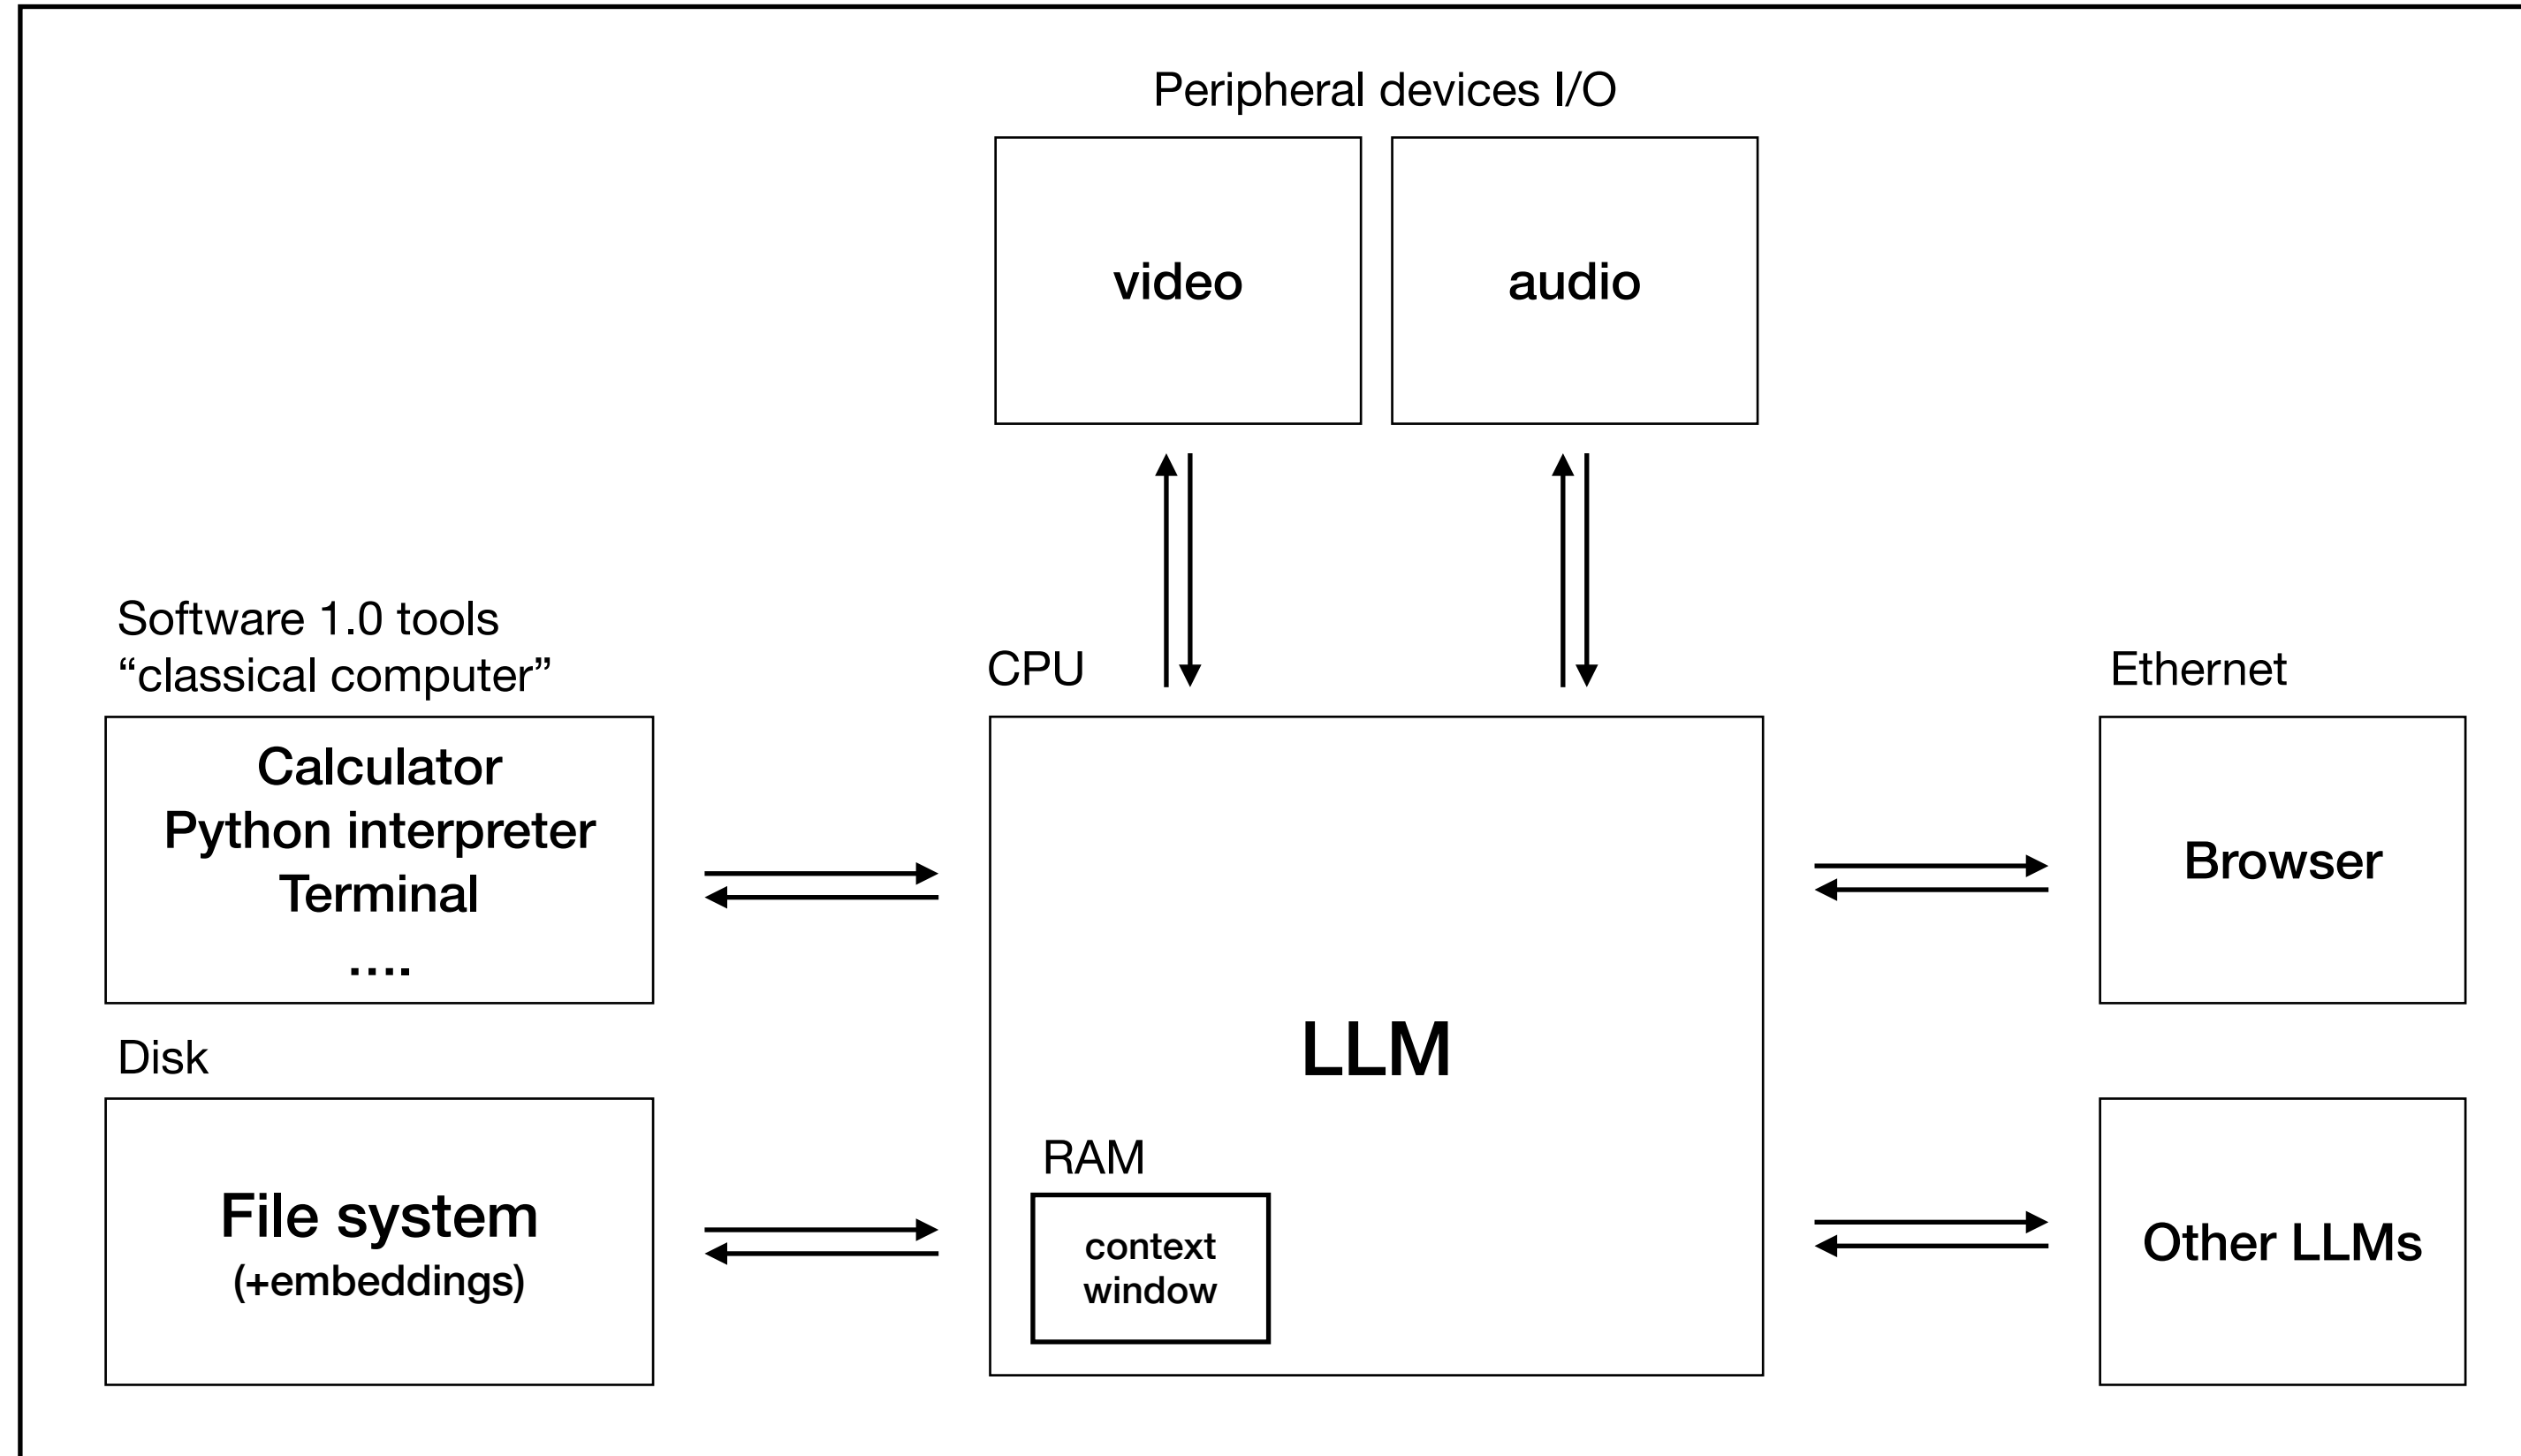 Peripheral devices I/O
video
audio
Software 1.0 tools
“classical computer”
Calculator
Python interpreter
Terminal
....
CPU
LLM
Ethernet
Browser
Disk
File system
(+embeddings)
RAM
context
window
Other LLMs